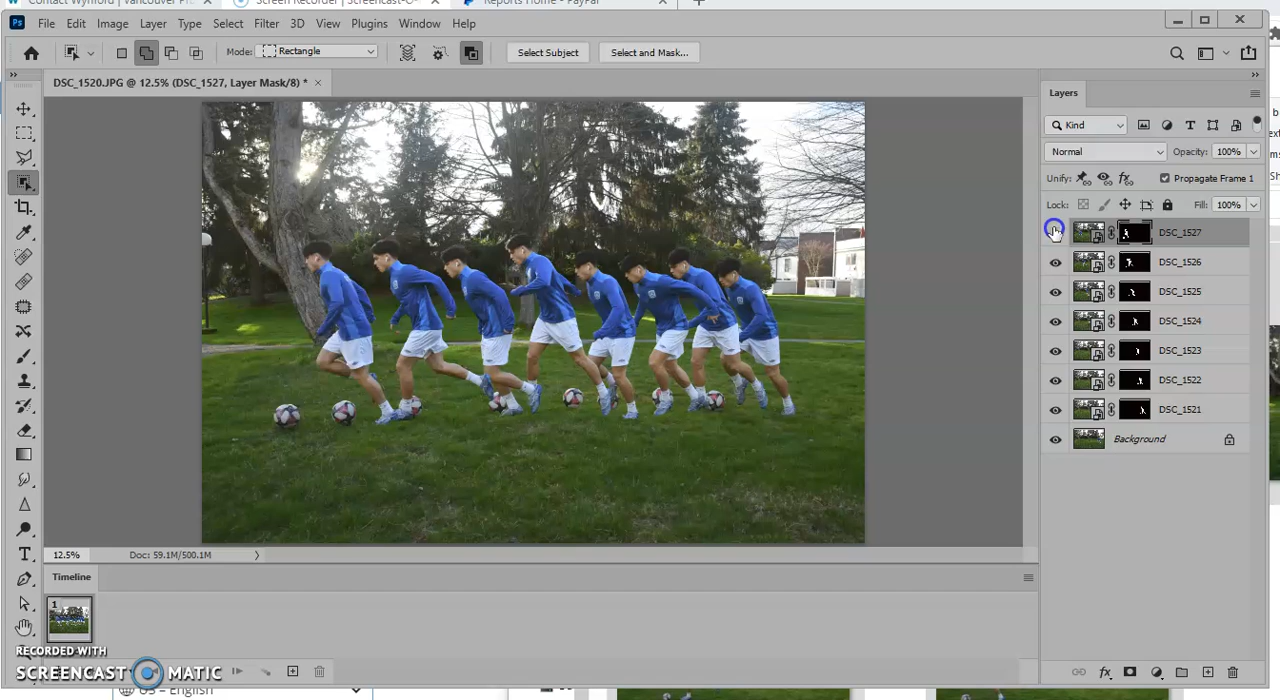 Contact Wynford | Vancouver Pr
Screen Recorder | Screencast-O-
Reports Home - PayPal
File Edit Image Layer Type Select Filter 3D View Plugins Window Help
Mode: Rectangle
Select Subject
Select and Mask...
DSC_1520.JPG @ 12.5% (DSC_1527, Layer Mask/8) *
Layers
Kind
Normal
Opacity: 100%
Unify:
Propagate Frame 1
Lock:
Fill: 100%
DSC_1527
DSC_1526
DSC_1525
DSC_1524
DSC_1523
DSC_1522
DSC_1521
Background
12.5%
Doc: 59.1M/500.1M
Timeline
1
RECORDED WITH
SCREENCAST MATIC
US – English